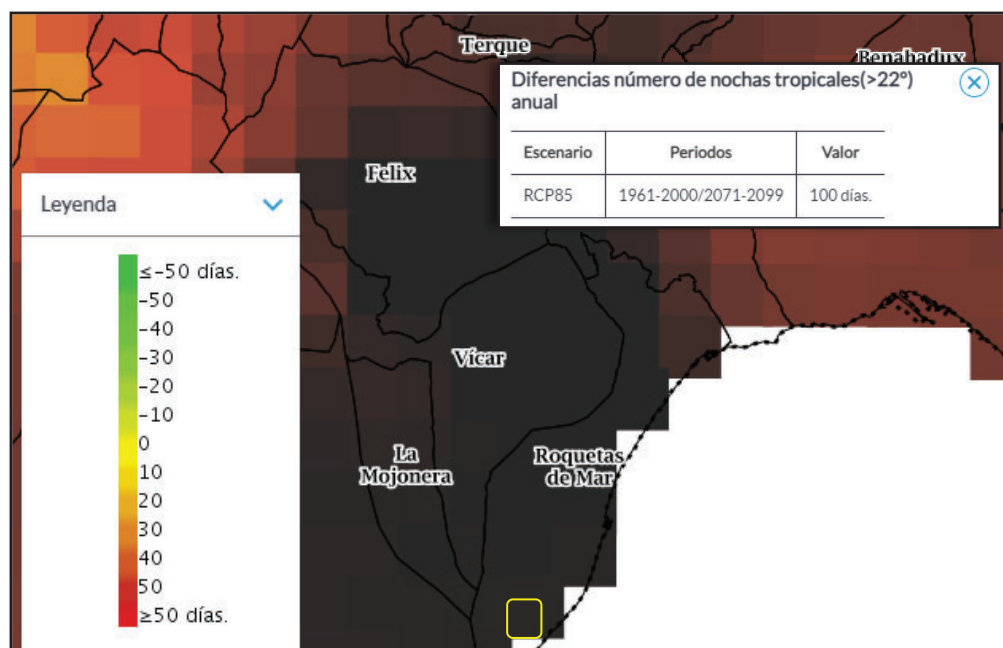 Terque
Benahadux
Diferencias número de nochas tropicales(>22°)
anual
Escenario Periodos Valor
RCP85 1961-2000/2071-2099 100 días.
Felix
Leyenda
≤-50 días.
-50
-40
-30
-20
-10
0
10
20
30
40
50
≥50 días.
Vícar
La
Mojonera
Roquetas
de Mar